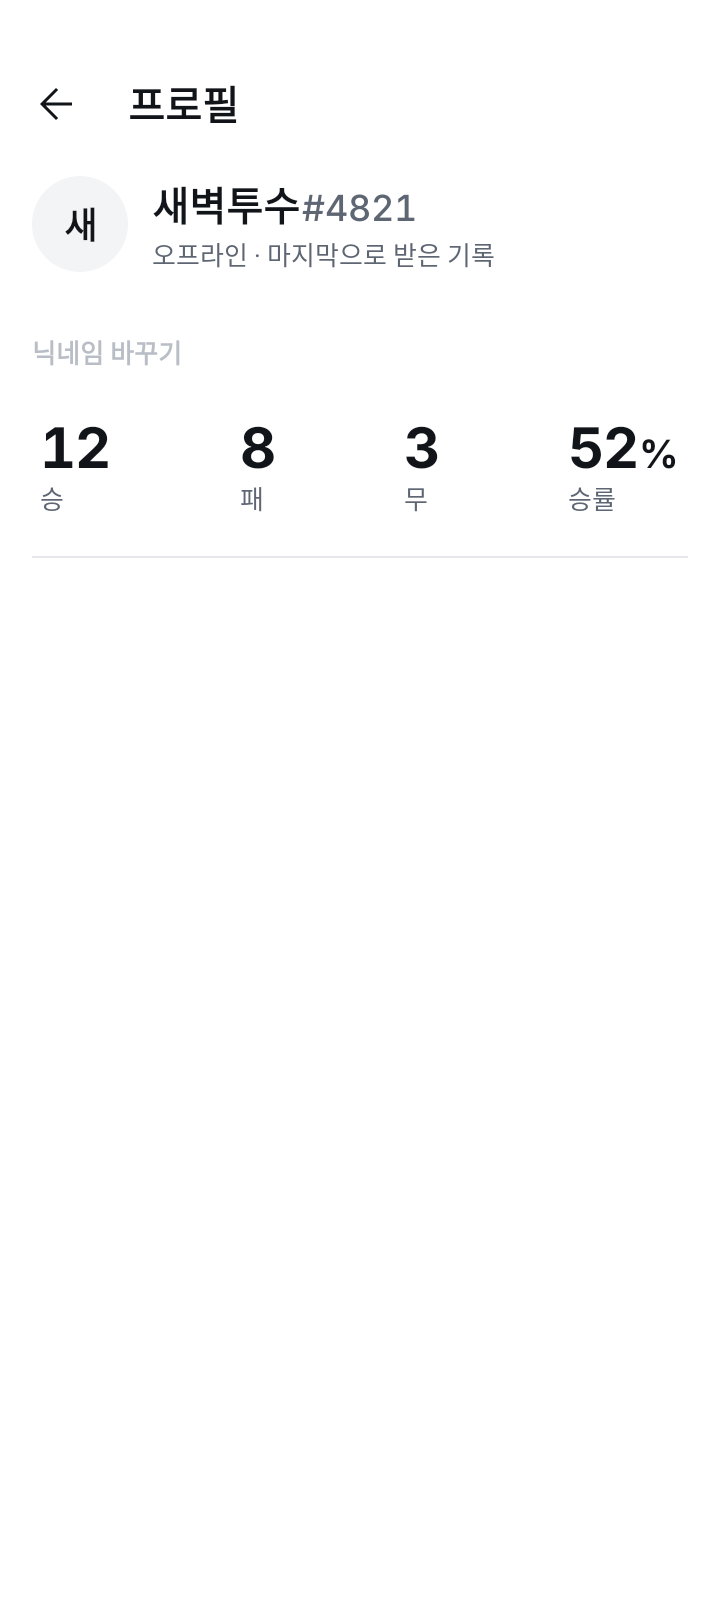 프로필
새
새벽투수#4821
오프라인 · 마지막으로 받은 기록
닉네임 바꾸기
12 8 3 52%
승 패 무 승률